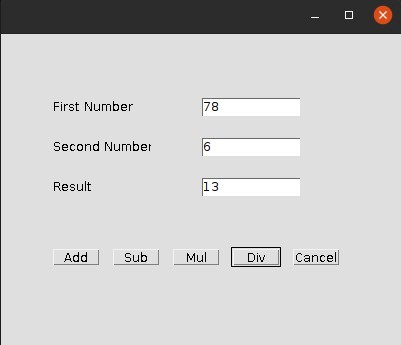 First Number 78
Second Number 6
Result 13
Add Sub Mul Div Cancel